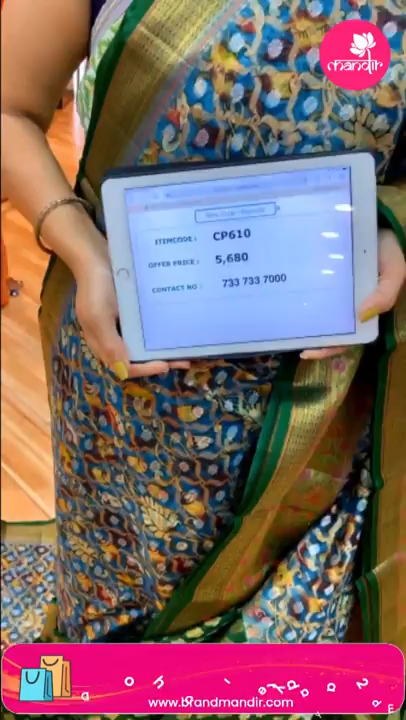 mandir
ITEMCODE : CP610
OFFER PRICE : 5,680
CONTACT NO : 733 733 7000
www.brandmandir.com